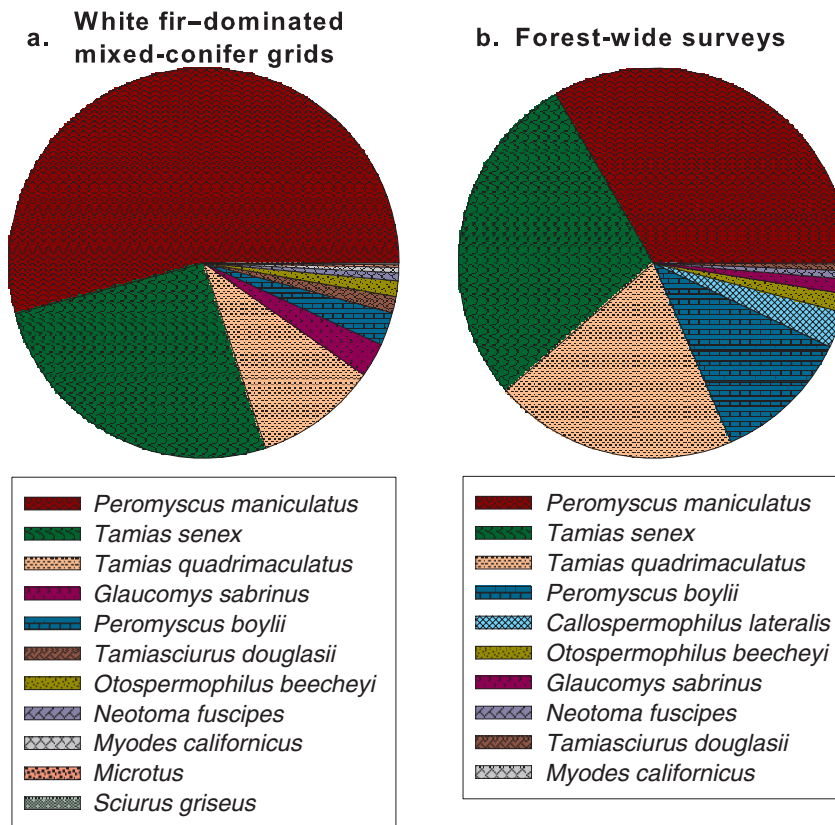 a. White fir–dominated
mixed-conifer grids
b. Forest-wide surveys
Peromyscus maniculatus
Tamias senex
Tamias quadrimaculatus
Glaucomys sabrinus
Peromyscus boylii
Tamiasciurus douglasii
Otospermophilus beecheyi
Neotoma fuscipes
Myodes californicus
Microtus
Sciurus griseus
Peromyscus maniculatus
Tamias senex
Tamias quadrimaculatus
Peromyscus boylii
Callospermophilus lateralis
Otospermophilus beecheyi
Glaucomys sabrinus
Neotoma fuscipes
Tamiasciurus douglasii
Myodes californicus